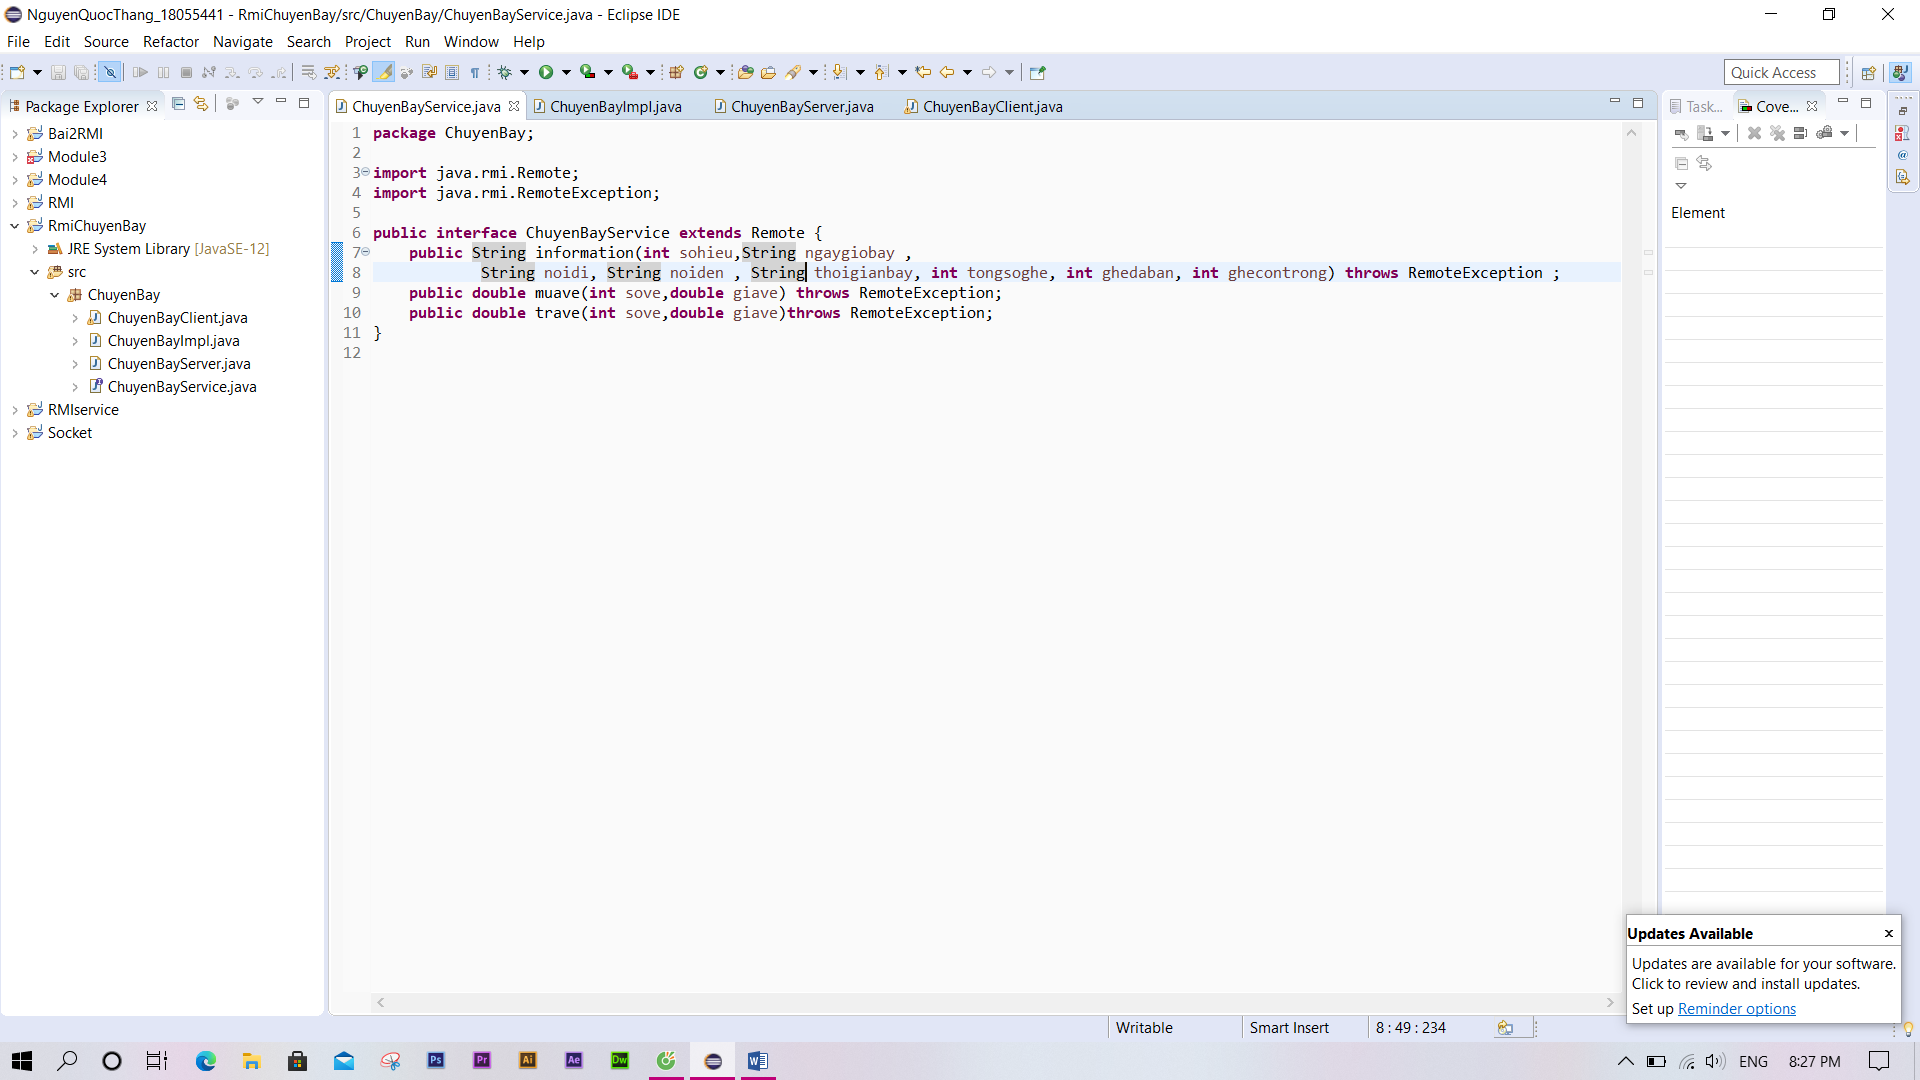 NguyenQuocThang_18055441 - RmiChuyenBay/src/ChuyenBay/ChuyenBayService.java - Eclipse IDE
File Edit Source Refactor Navigate Search Project Run Window Help
Quick Access
Package Explorer
Bai2RMI
Module3
Module4
RMI
RmiChuyenBay
JRE System Library [JavaSE-12]
src
ChuyenBay
ChuyenBayClient.java
ChuyenBayImpl.java
ChuyenBayServer.java
ChuyenBayService.java
RMIservice
Socket
ChuyenBayService.java ChuyenBayImpl.java ChuyenBayServer.java ChuyenBayClient.java
1 package ChuyenBay;
2
3 import java.rmi.Remote;
4 import java.rmi.RemoteException;
5
6 public interface ChuyenBayService extends Remote {
7 public String information(int sohieu,String ngaygiobay ,
8 String noidi, String noiden , String thoigianbay, int tongsoghe, int ghedaban, int ghecontrong) throws RemoteException ;
9 public double muave(int sove,double giave) throws RemoteException;
10 public double trave(int sove,double giave)throws RemoteException;
11 }
12
Task... Cove...
Element
Updates Available x
Updates are available for your software.
Click to review and install updates.
Set up Reminder options
Writable Smart Insert 8 : 49 : 234
Ps Pr Ai Ae Dw W ENG 8:27 PM